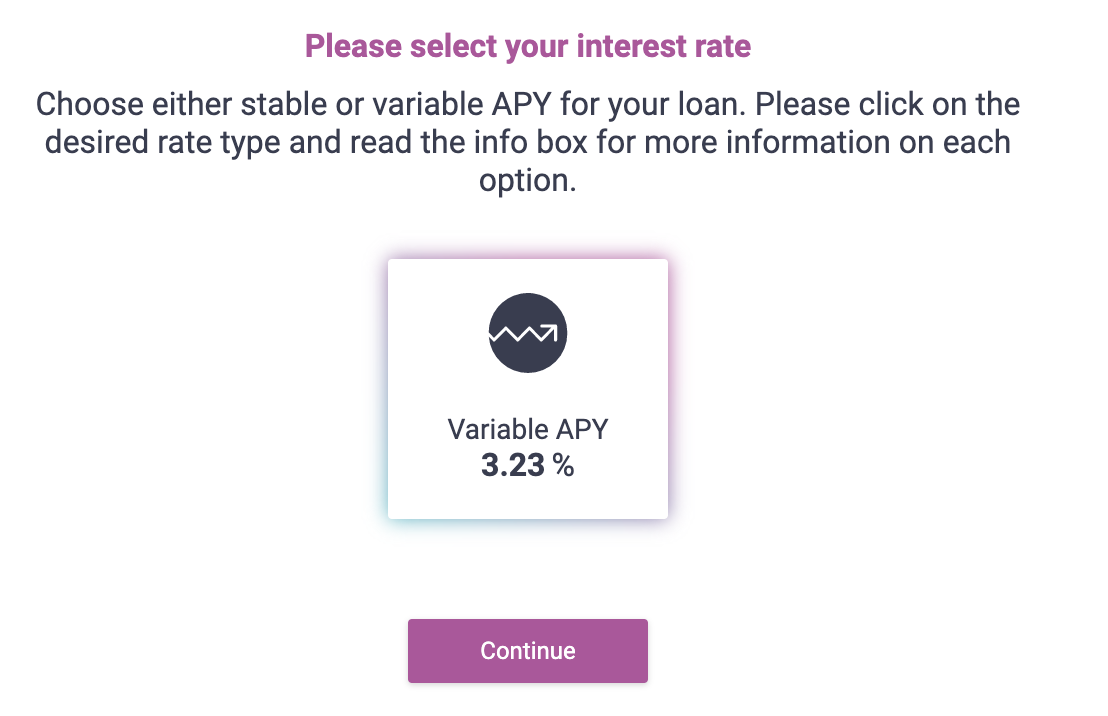 Please select your interest rate
Choose either stable or variable APY for your loan. Please click on the
desired rate type and read the info box for more information on each
option.
Variable APY
3.23 %
Continue